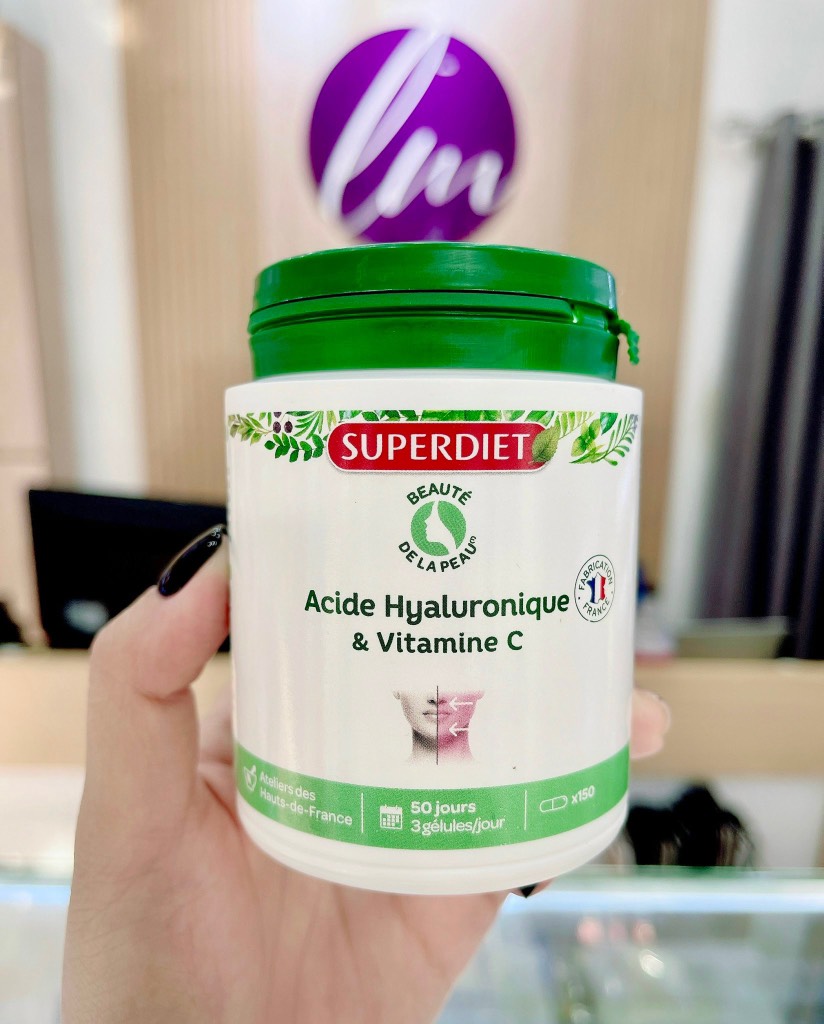 lm
SUPERDIET
BEAUTÉ
DE LA PEAU
Acide Hyaluronique
& Vitamine C
FABRICATION
FRANCE
Ateliers des
Hauts-de-France
50 jours
3 gélules/jour
x150